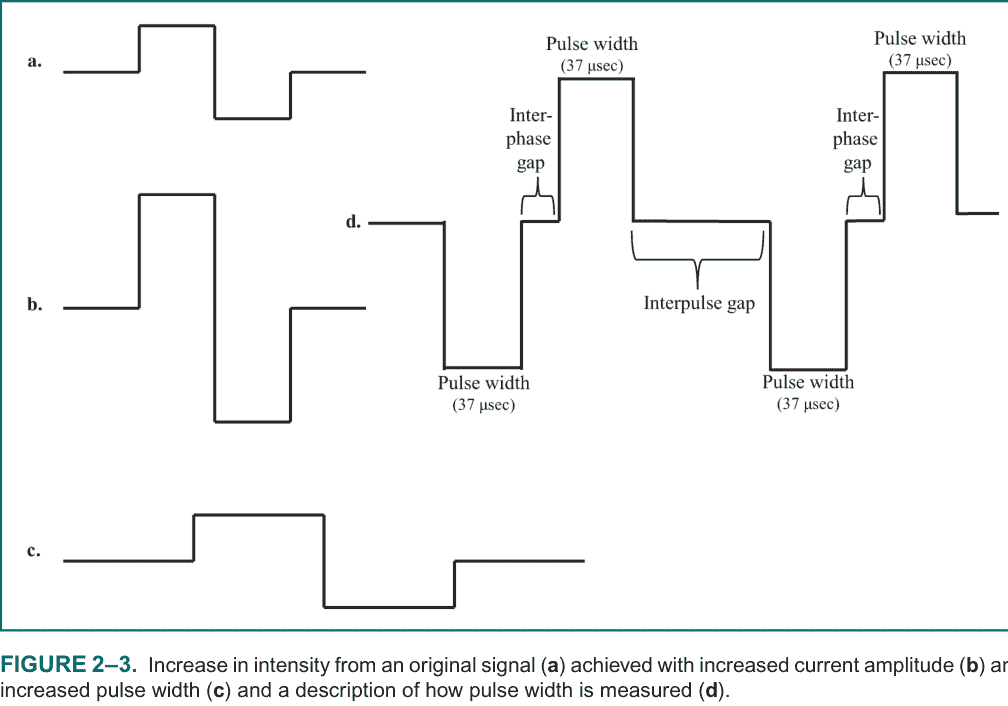 a.
b.
c.
d.
Pulse width
(37 μsec)
Pulse width
(37 μsec)
Inter-
phase
gap
Inter-
phase
gap
Interpulse gap
Pulse width
(37 μsec)
Pulse width
(37 μsec)
FIGURE 2–3. Increase in intensity from an original signal (a) achieved with increased current amplitude (b)
increased pulse width (c) and a description of how pulse width is measured (d).